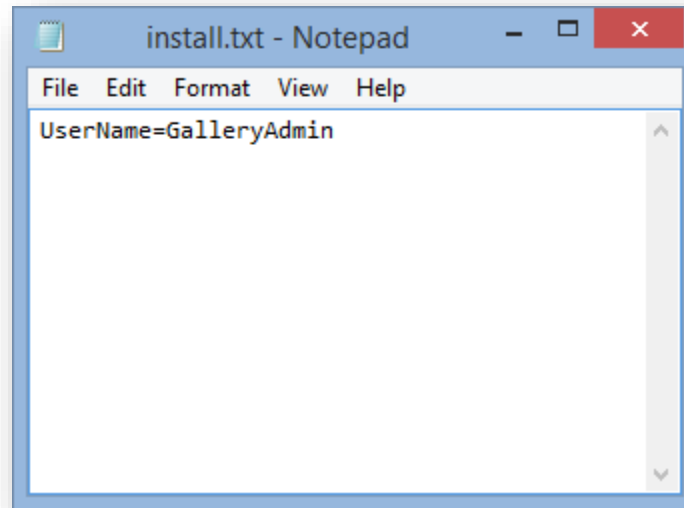 install.txt - Notepad
File Edit Format View Help
UserName=GalleryAdmin